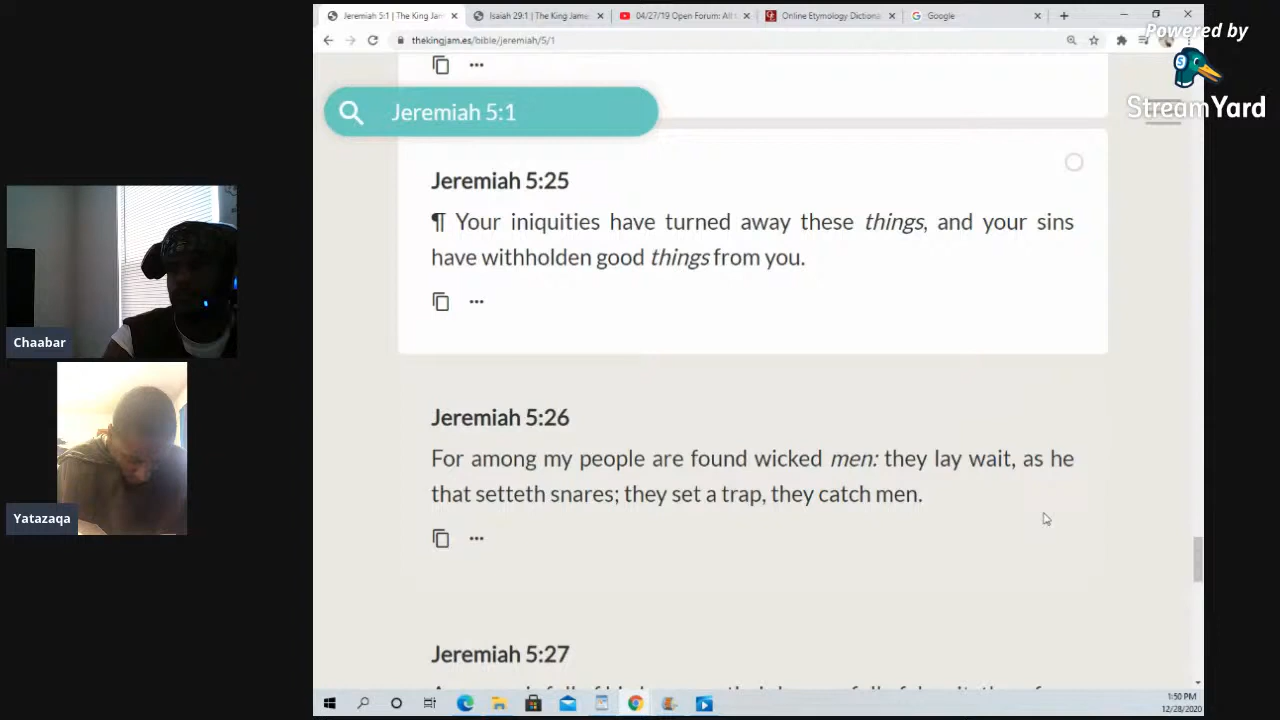 Jeremiah 5:1 | The King Jam
Isaiah 29:1 | The King Jame
04/27/19 Open Forum: All
Online Etymology Dictiona
Google
thekingjam.es/bible/jeremiah/5/1
Powered by
StreamYard
Jeremiah 5:1
Jeremiah 5:25
¶ Your iniquities have turned away these things, and your sins
have withholden good things from you.
Jeremiah 5:26
For among my people are found wicked men: they lay wait, as he
that setteth snares; they set a trap, they catch men.
Jeremiah 5:27
Chaabar
Yatazaqa
1:50 PM
12/28/2020